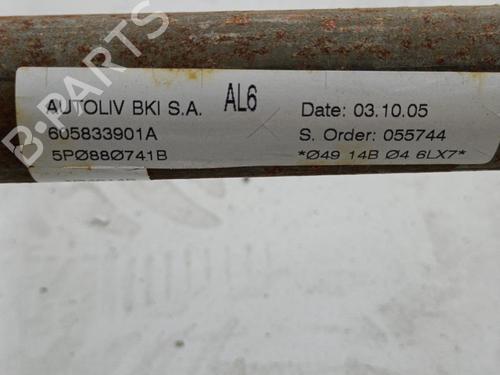 AUTOLIV BKI S.A. AL6 Date: 03.10.05
605833901A S. Order: 055744
5PØ88Ø741B *Ø49 14B Ø4 6LX7*
B-PARTS